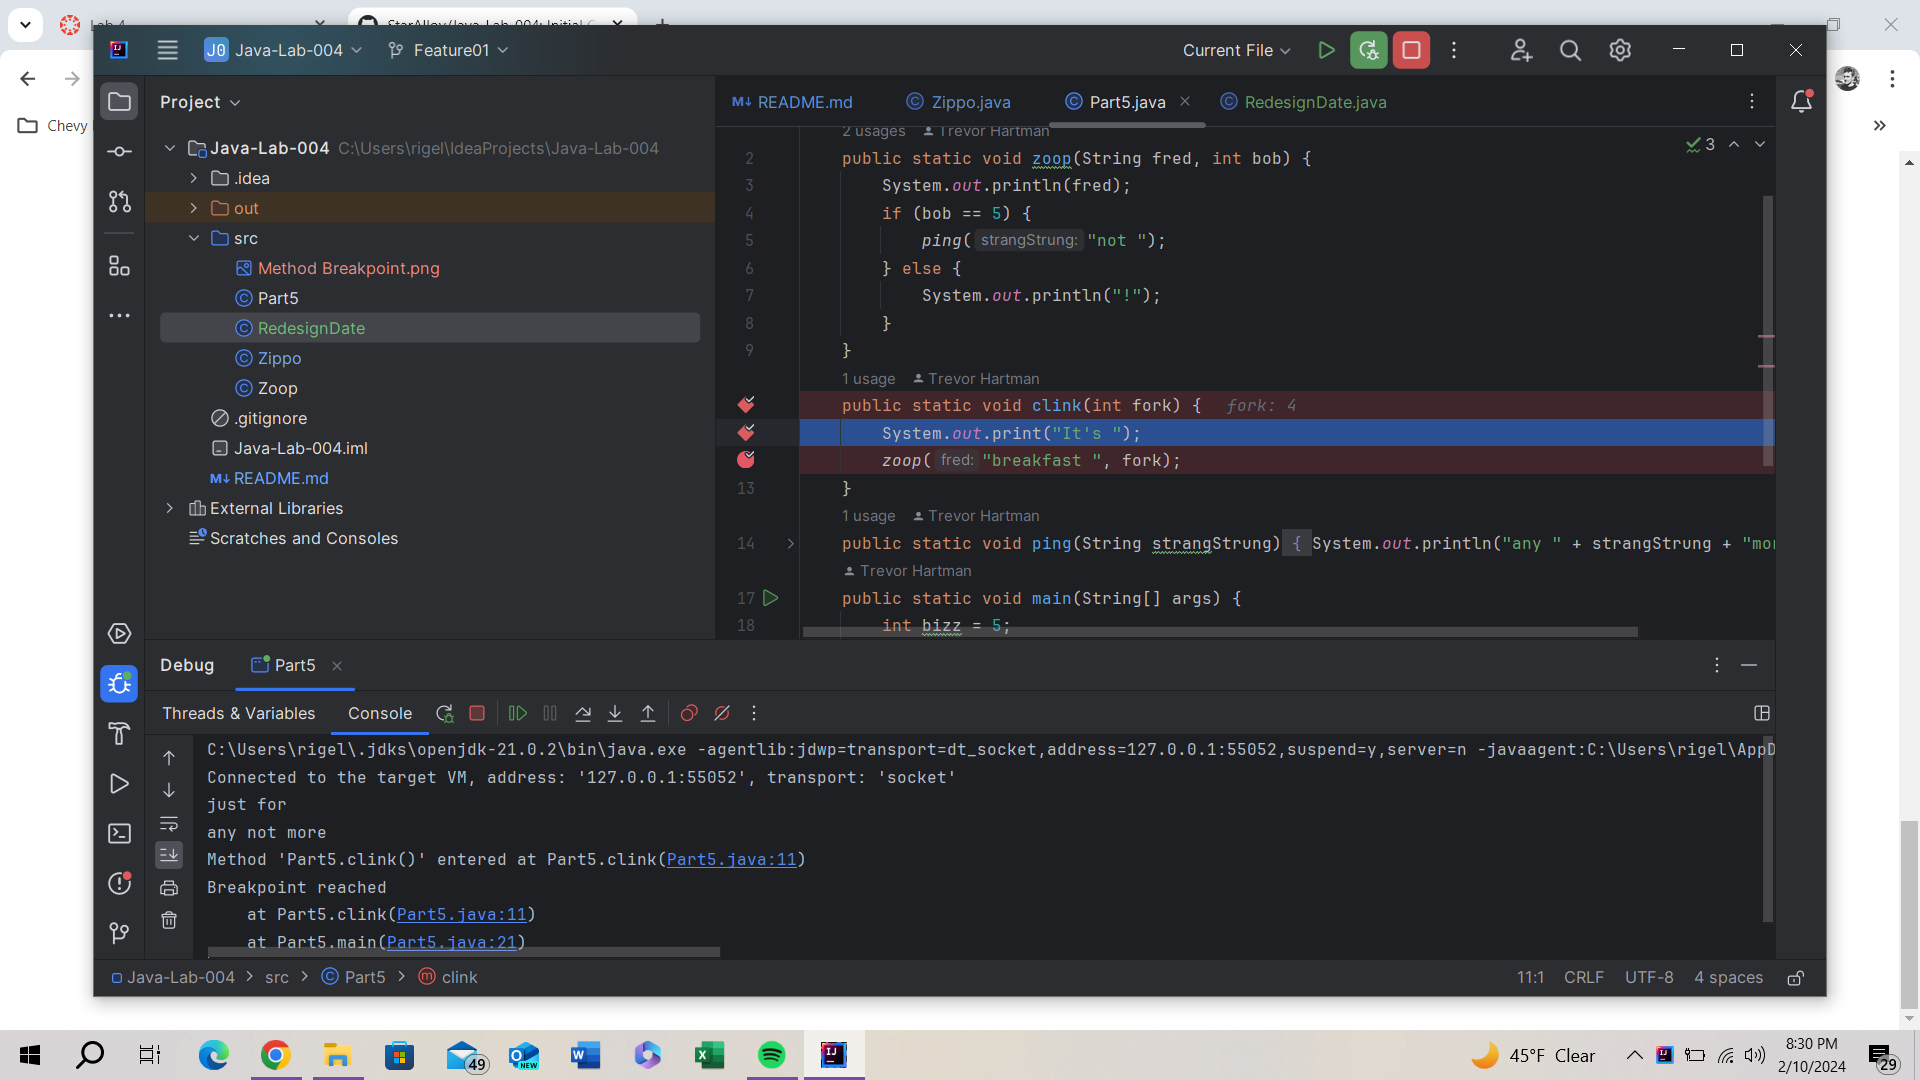 Java-Lab-004
Feature01
Current File
Chevy
Project
README.md
Zippo.java
Part5.java
RedesignDate.java
Java-Lab-004 C:\Users\rigel\IdeaProjects\Java-Lab-004
.idea
out
src
Method Breakpoint.png
Part5
RedesignDate
Zippo
Zoop
.gitignore
Java-Lab-004.iml
README.md
External Libraries
Scratches and Consoles
2 usages Trevor Hartman
3
2 public static void zoop(String fred, int bob) {
3 System.out.println(fred);
4 if (bob == 5) {
5 ping( strangStrung: "not ");
6 } else {
7 System.out.println("!");
8 }
9 }
1 usage Trevor Hartman
public static void clink(int fork) { fork: 4
System.out.print("It's ");
zoop( fred: "breakfast ", fork);
13 }
1 usage Trevor Hartman
14 public static void ping(String strangStrung) { System.out.println("any " + strangStrung + "mor
Trevor Hartman
17 public static void main(String[] args) {
18 int bizz = 5;
Debug
Part5
Threads & Variables
Console
C:\Users\rigel\.jdks\openjdk-21.0.2\bin\java.exe -agentlib:jdwp=transport=dt_socket,address=127.0.0.1:55052,suspend=y,server=n -javaagent:C:\Users\rigel\AppD
Connected to the target VM, address: '127.0.0.1:55052', transport: 'socket'
just for
any not more
Method 'Part5.clink()' entered at Part5.clink(Part5.java:11)
Breakpoint reached
at Part5.clink(Part5.java:11)
at Part5.main(Part5.java:21)
Java-Lab-004 > src > Part5 > clink
11:1 CRLF UTF-8 4 spaces
49
NEW
45°F Clear
8:30 PM
2/10/2024
29